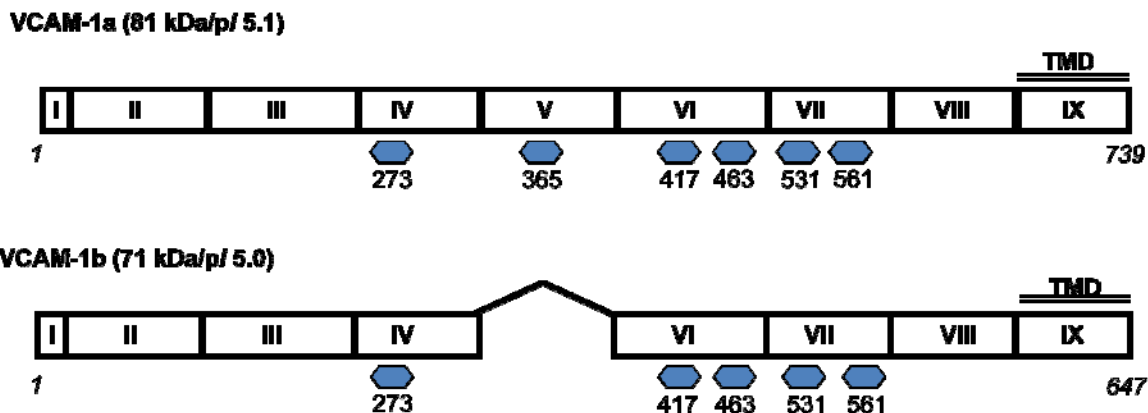 VCAM-1a (81 kDa/pI 5.1)
TMD
I II III IV V VI VII VIII IX
1 739
273 365 417 463 531 561
VCAM-1b (71 kDa/pI 5.0)
TMD
I II III IV VI VII VIII IX
1 647
273 417 463 531 561